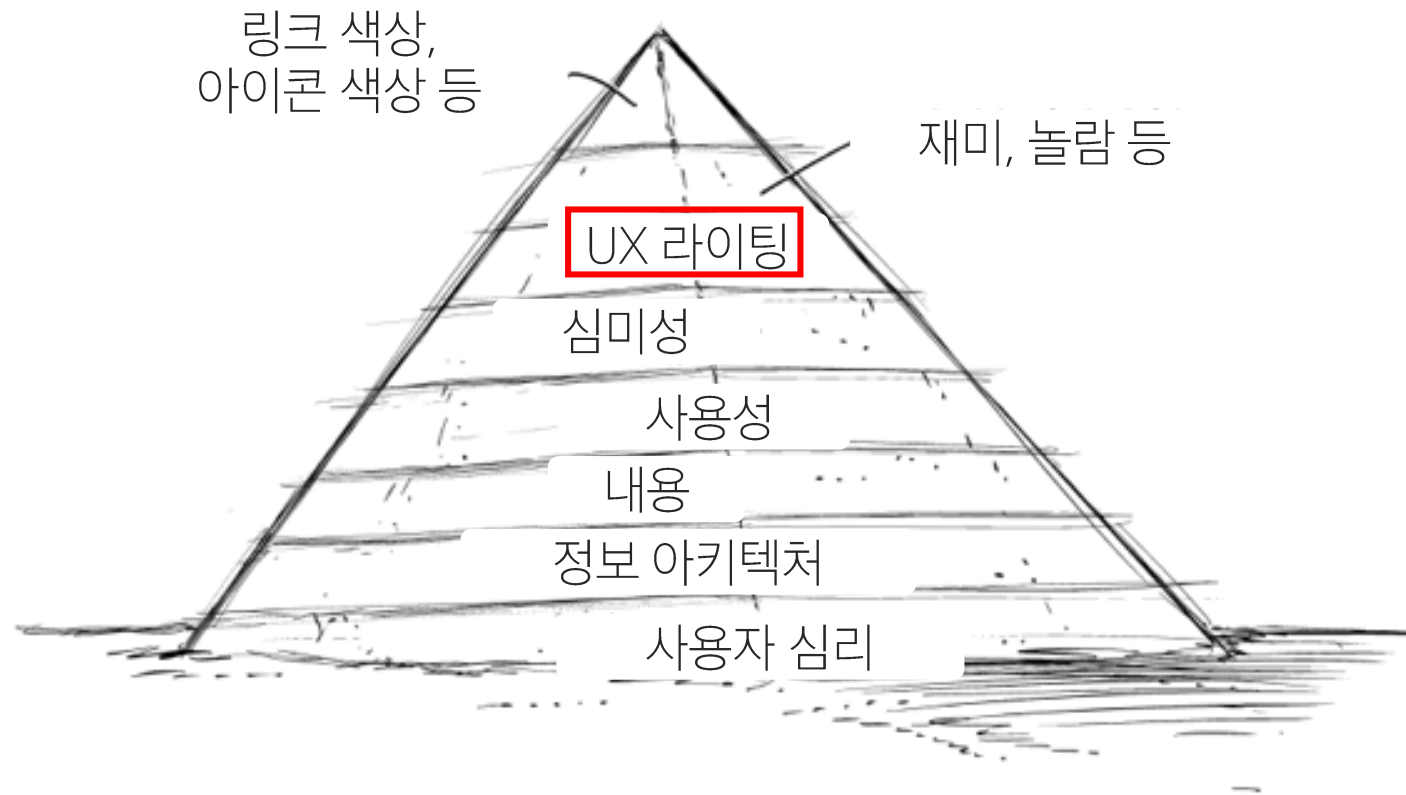 링크 색상,
아이콘 색상 등
재미, 놀람 등
UX 라이팅
심미성
사용성
내용
정보 아키텍처
사용자 심리